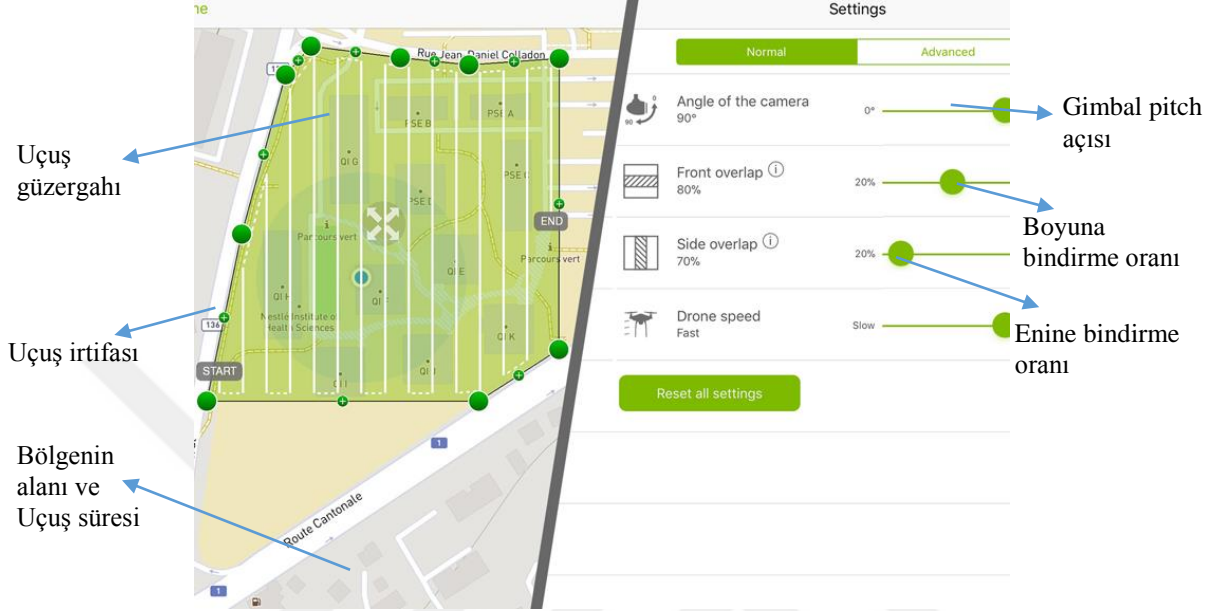 ne
Settings
Normal
Advanced
Rue Jean-Daniel Colladon
PSE B
PSE A
QI G
PSE C
PSE D
END
i
Parcours vert
i
Parcours vert
QI E
QI H
QI F
Nestlé Institute of
Health Sciences
136
QI K
START
QI I
QI J
1
Route Cantonale
1
Angle of the camera
90°
0
90
0°
Front overlap i
80%
20%
Side overlap i
70%
20%
Drone speed
Fast
Slow
Reset all settings
Uçuş
güzergahı
Uçuş irtifası
Bölgenin
alanı ve
Uçuş süresi
Gimbal pitch
açısı
Boyuna
bindirme oranı
Enine bindirme
oranı